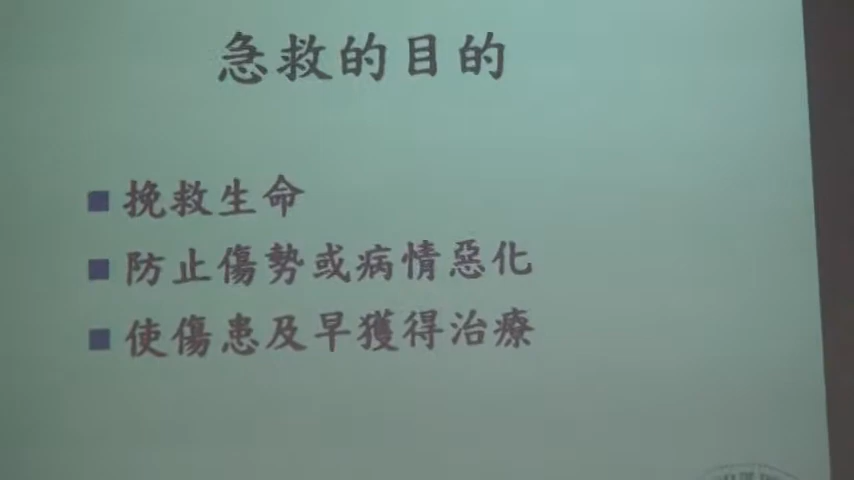 急救的目的
挽救生命
防止傷勢或病情惡化
使傷患及早獲得治療